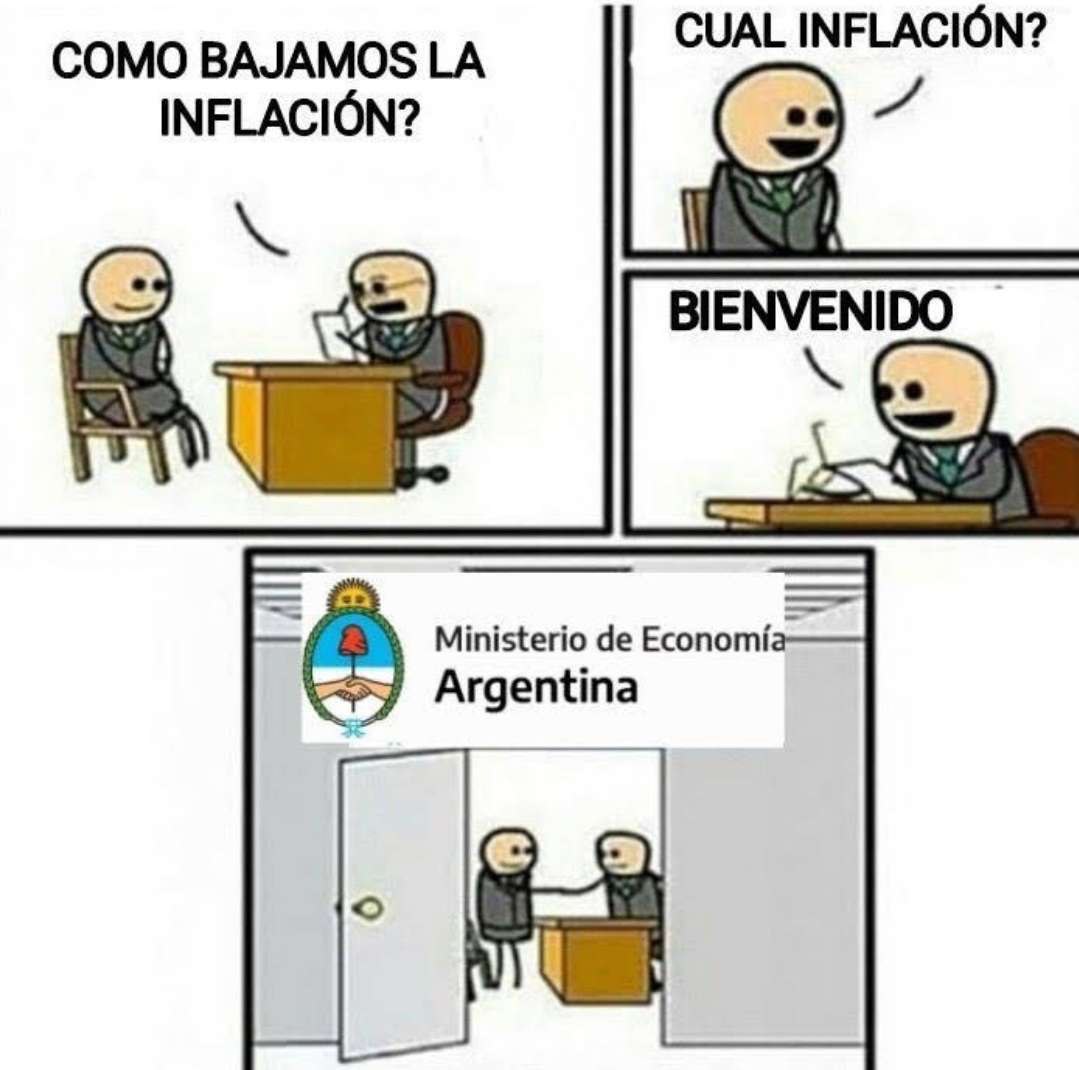 COMO BAJAMOS LA
INFLACIÓN?
CUAL INFLACIÓN?
BIENVENIDO
Ministerio de Economía
Argentina